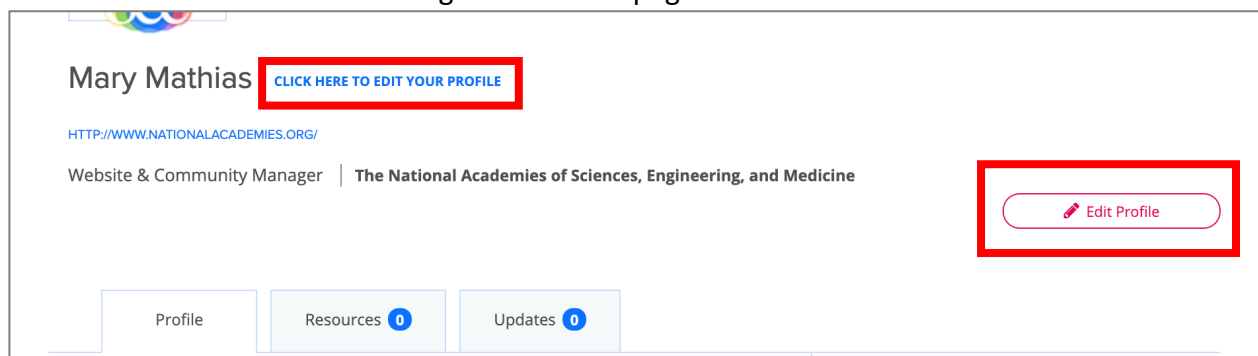 Mary Mathias CLICK HERE TO EDIT YOUR PROFILE
HTTP://WWW.NATIONALACADEMIES.ORG/
Website & Community Manager | The National Academies of Sciences, Engineering, and Medicine
Edit Profile
Profile Resources 0 Updates 0